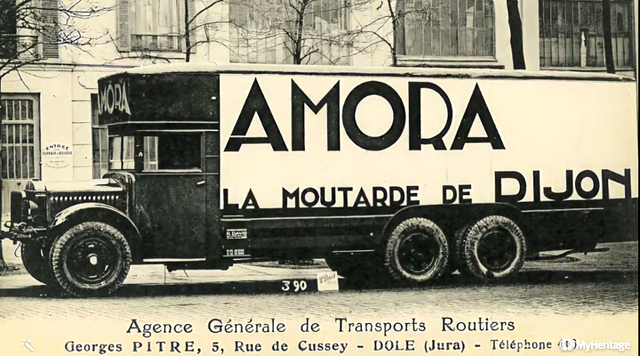 AMORA
AMORA
LA MOUTARDE DE DIJON
ENTRÉE
390
Agence Générale de Transports Routiers
Georges PITRE, 5, Rue de Cussey - DOLE (Jura) - Téléphone
MyHeritage